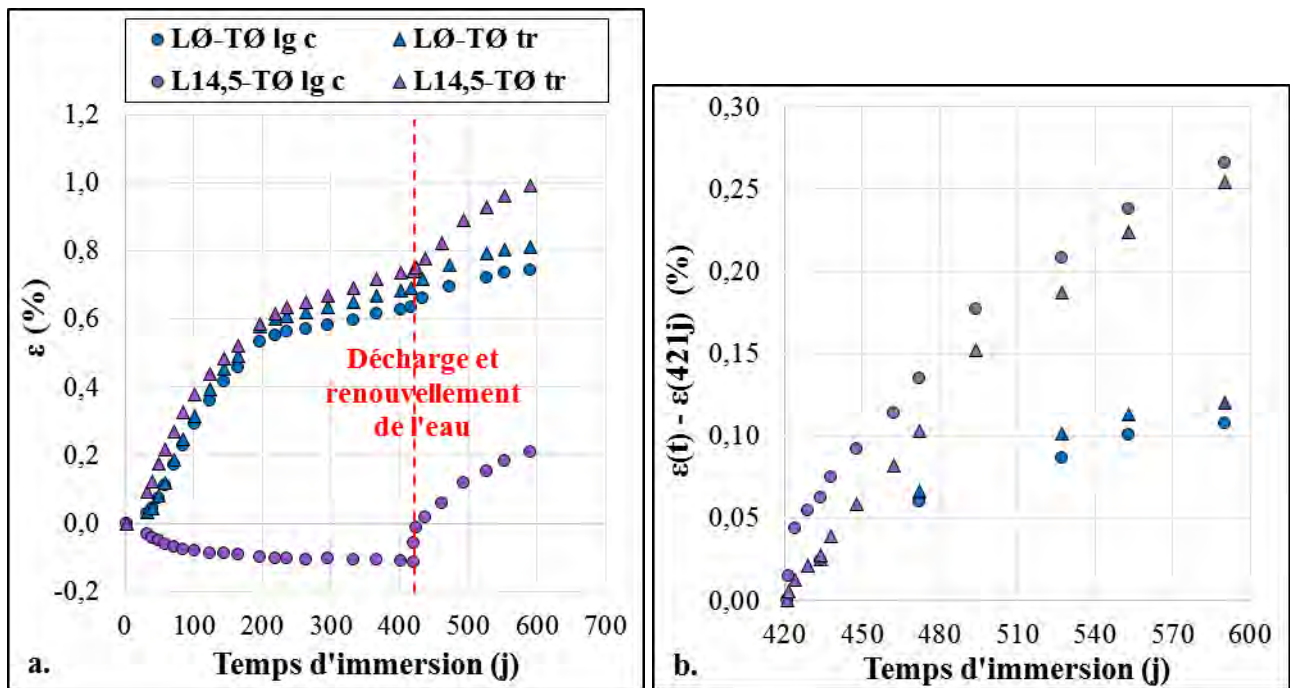 LØ-TØ lg c LØ-TØ tr
L14,5-TØ lg c L14,5-TØ tr
1,2
1,0
0,8
0,6
0,4
0,2
0,0
-0,2
ε (%)
Décharge et
renouvellement
de l'eau
0 100 200 300 400 500 600 700
a. Temps d'immersion (j)
0,30
0,25
0,20
0,15
0,10
0,05
0,00
ε(t) - ε(421j) (%)
420 450 480 510 540 570 600
b. Temps d'immersion (j)